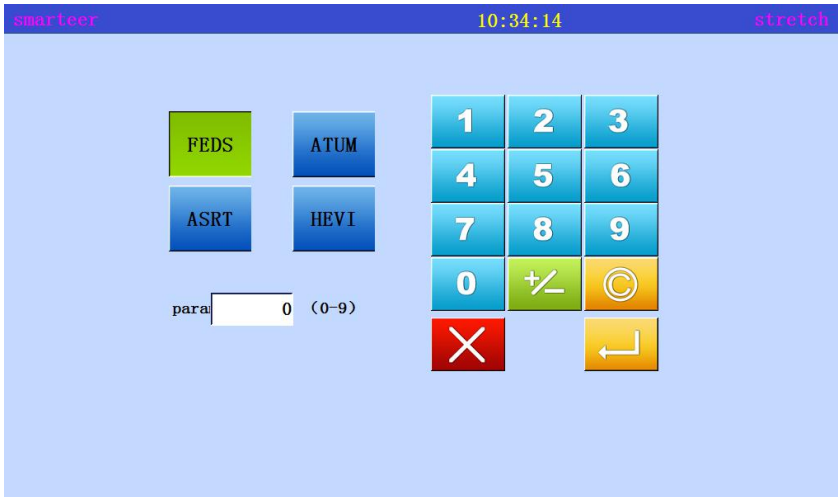 smarteer 10:34:14 stretch
FEDS ATUM
ASRT HEVI
1 2 3
4 5 6
7 8 9
0 +/- ©
para 0 (0-9)